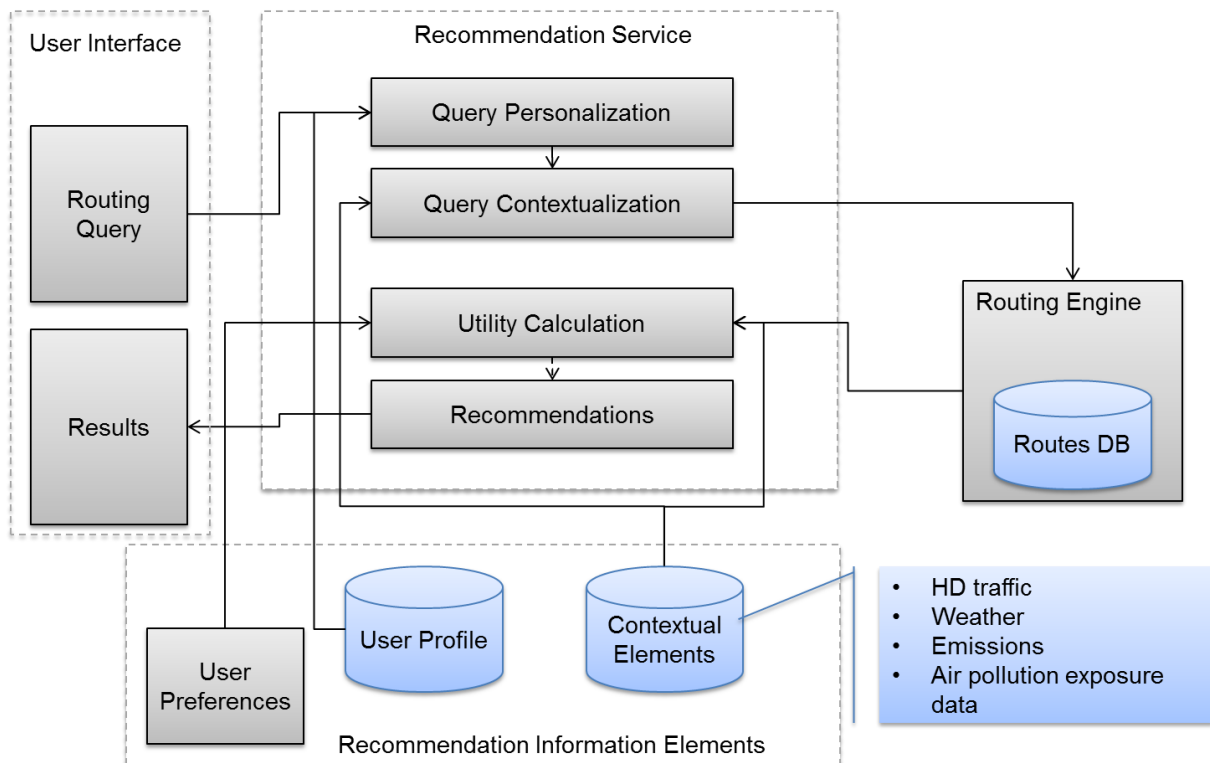 User Interface
Recommendation Service
Query Personalization
Routing
Query
Query Contextualization
Routing Engine
Utility Calculation
Results
Recommendations
Routes DB
User Profile
Contextual
Elements
User
Preferences
Recommendation Information Elements
• HD traffic
• Weather
• Emissions
• Air pollution exposure
data